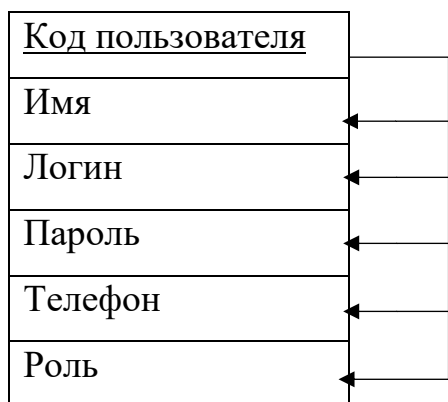 Код пользователя
Имя
Логин
Пароль
Телефон
Роль